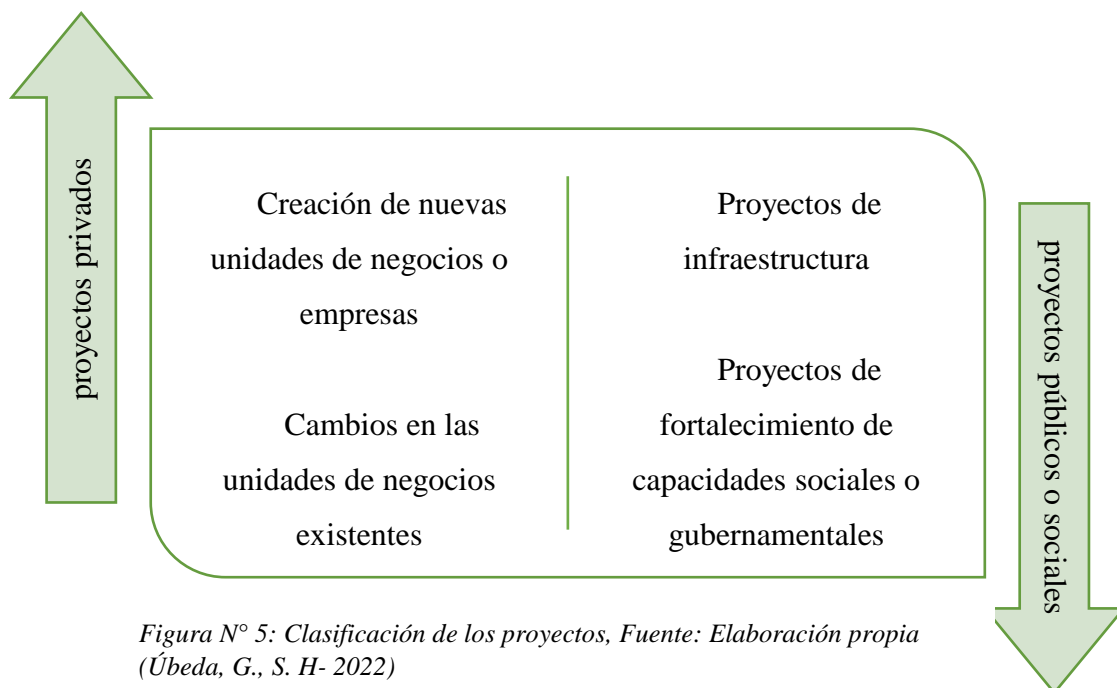 proyectos privados
Creación de nuevas
unidades de negocios o
empresas
Cambios en las
unidades de negocios
existentes
Proyectos de
infraestructura
Proyectos de
fortalecimiento de
capacidades sociales o
gubernamentales
proyectos públicos o sociales
Figura N° 5: Clasificación de los proyectos, Fuente: Elaboración propia
(Úbeda, G., S. H- 2022)